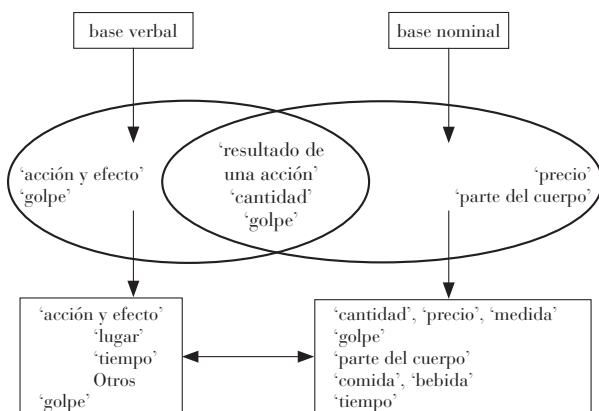 base verbal
base nominal
‘acción y efecto’
‘golpe’
‘resultado de
una acción’
‘cantidad’
‘golpe’
‘precio’
‘parte del cuerpo’
‘acción y efecto’
‘lugar’
‘tiempo’
Otros
‘golpe’
‘cantidad’, ‘precio’, ‘medida’
‘golpe’
‘parte del cuerpo’
‘comida’, ‘bebida’
‘tiempo’